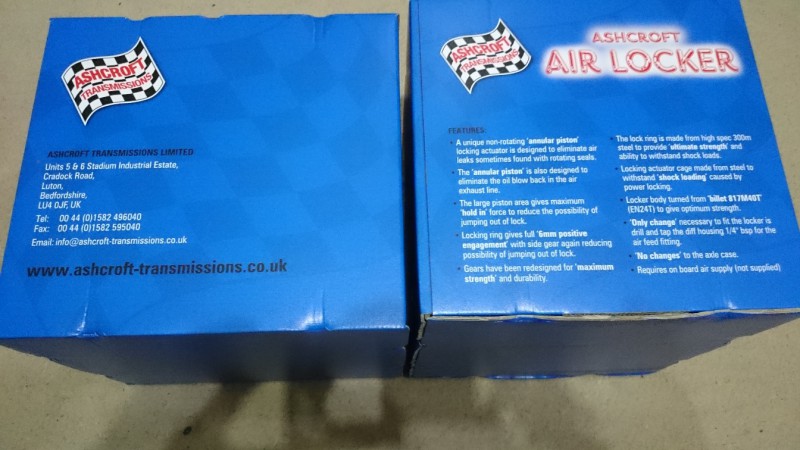 ASHCROFT
TRANSMISSIONS
ASHCROFT TRANSMISSIONS LIMITED
Units 5 & 6 Stadium Industrial Estate,
Cradock Road,
Luton,
Bedfordshire,
LU4 0JF, UK
Tel: 00 44 (0)1582 496040
Fax: 00 44 (0)1582 595040
Email: info@ashcroft-transmissions.co.uk
www.ashcroft-transmissions.co.uk
ASHCROFT
TRANSMISSIONS
ASHCROFT
AIR LOCKER
FEATURES:
• A unique non-rotating 'annular piston'
locking actuator is designed to eliminate air
leaks sometimes found with rotating seals.
• The 'annular piston' is also designed to
eliminate the oil blow back in the air
exhaust line.
• The large piston area gives maximum
'hold in' force to reduce the possibility of
jumping out of lock.
• Locking ring gives full '6mm positive
engagement' with side gear again reducing
possibility of jumping out of lock.
• Gears have been redesigned for 'maximum
strength' and durability.
• The lock ring is made from high spec 300m
steel to provide 'ultimate strength' and
ability to withstand shock loads.
• Locking actuator cage made from steel to
withstand 'shock loading' caused by
power locking.
• Locker body turned from 'billet 817M40T'
(EN24T) to give optimum strength.
• 'Only change' necessary to fit the locker is
drill and tap the diff housing 1/4" bsp for the
air feed fitting.
• 'No changes' to the axle case.
• Requires on board air supply (not supplied)